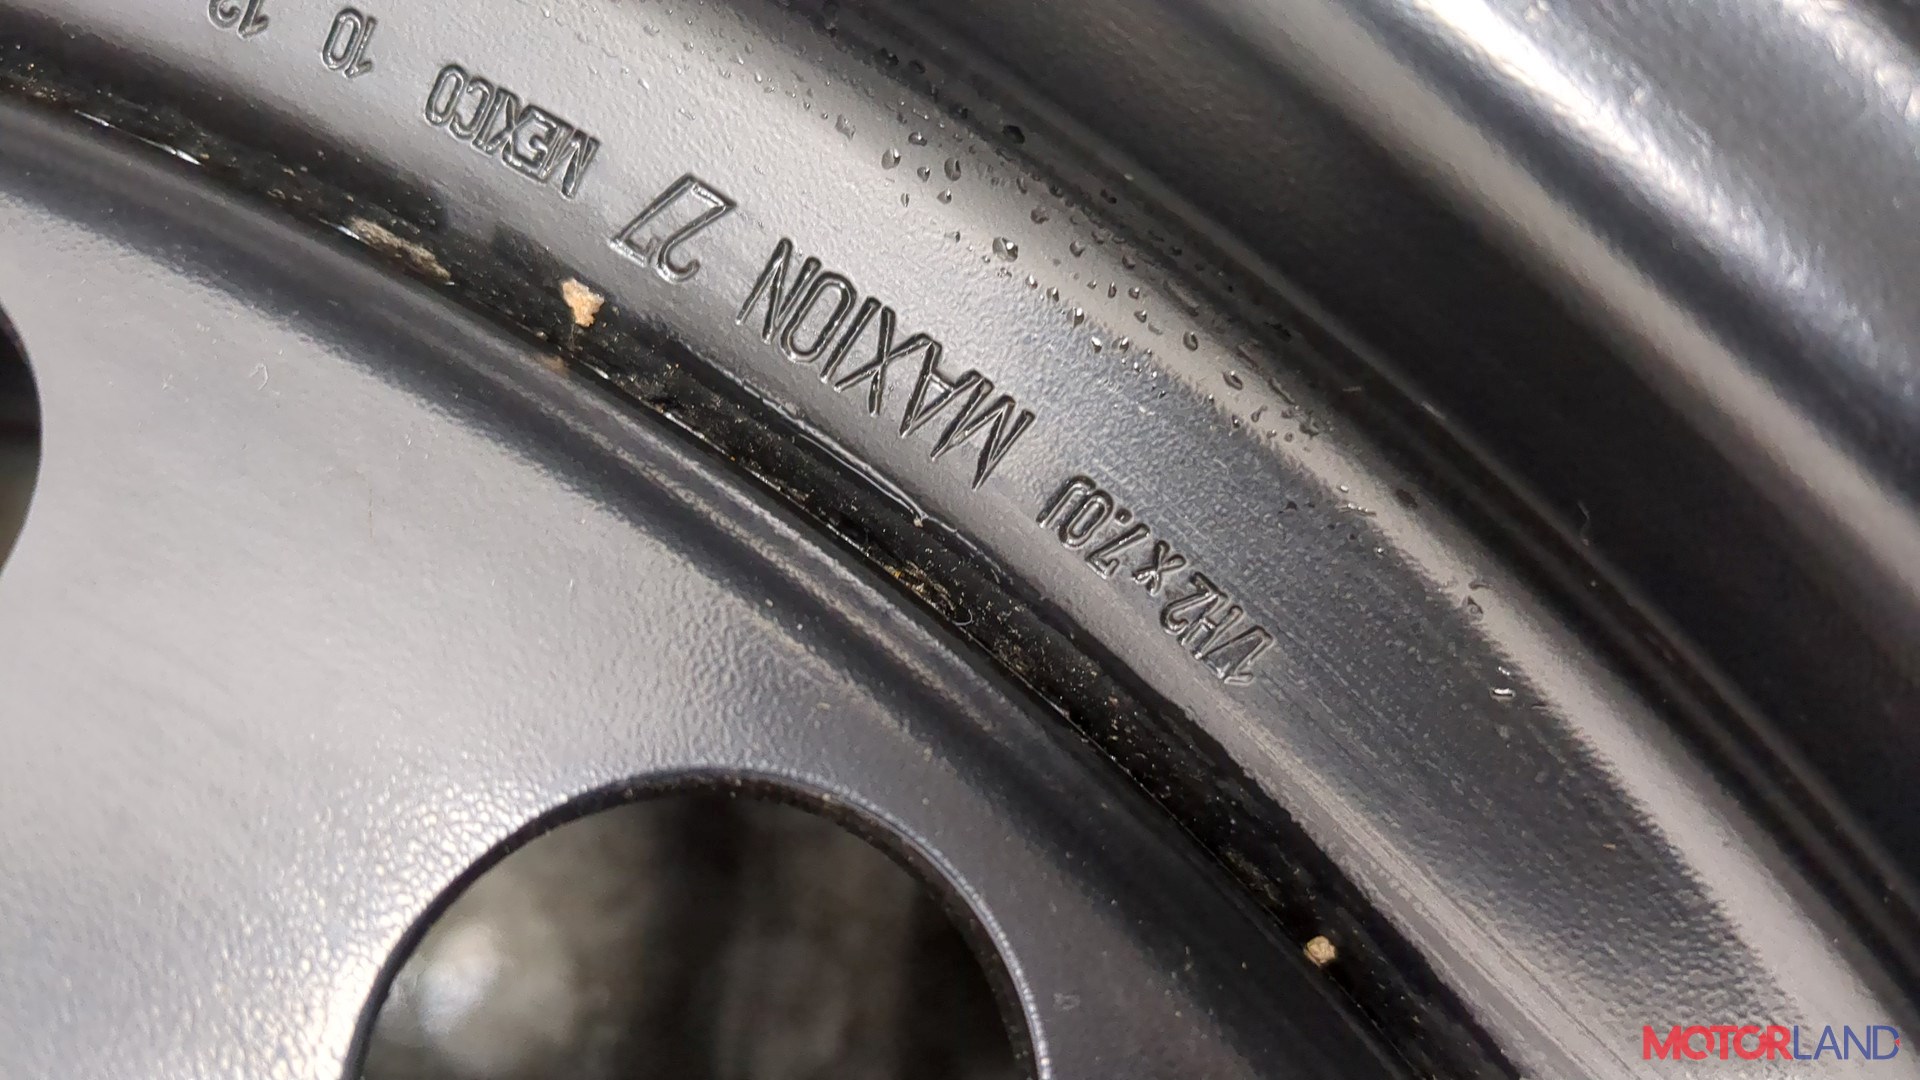 17H2 x 7.0J MAXION 27 MEXICO 10
MOTORLAND